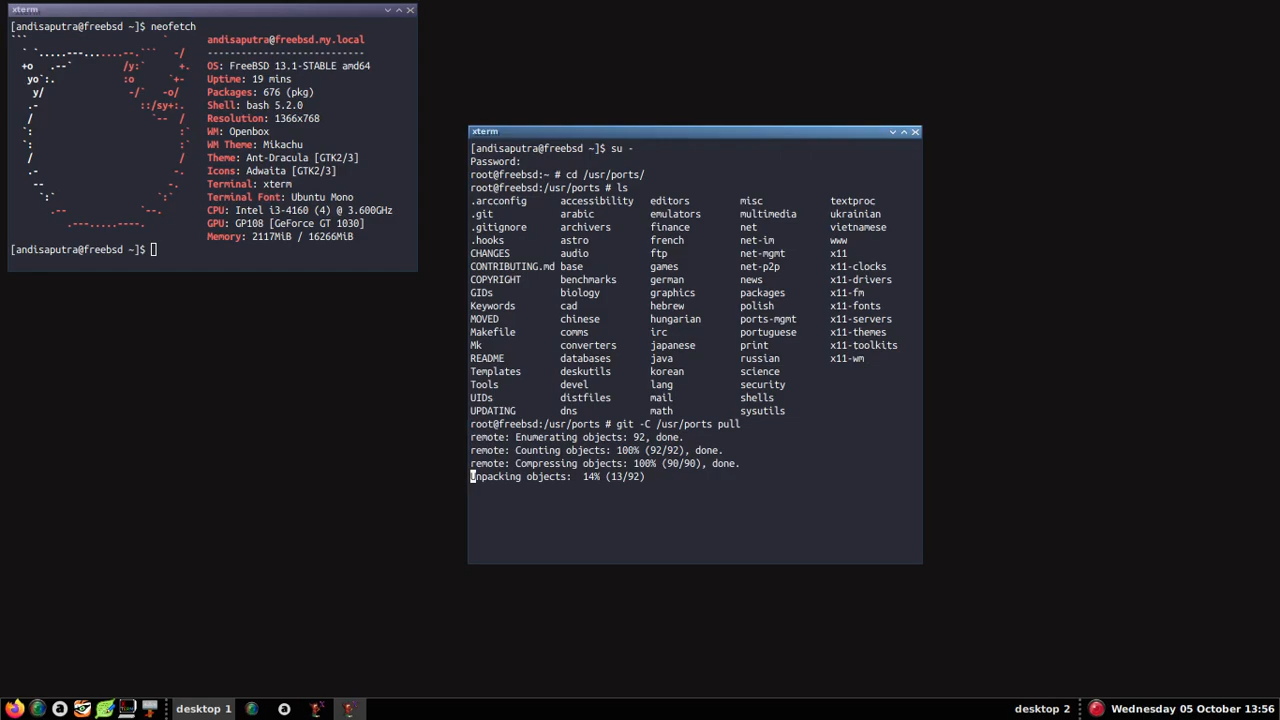 xterm
[andisaputra@freebsd ~]$ neofetch
andisaputra@freebsd.my.local
----------------------------
OS: FreeBSD 13.1-STABLE amd64
Uptime: 19 mins
Packages: 676 (pkg)
Shell: bash 5.2.0
Resolution: 1366x768
WM: Openbox
WM Theme: Mikachu
Theme: Ant-Dracula [GTK2/3]
Icons: Adwaita [GTK2/3]
Terminal: xterm
Terminal Font: Ubuntu Mono
CPU: Intel i3-4160 (4) @ 3.600GHz
GPU: GP108 [GeForce GT 1030]
Memory: 2117MiB / 16266MiB
[andisaputra@freebsd ~]$
xterm
[andisaputra@freebsd ~]$ su -
Password:
root@freebsd:~ # cd /usr/ports/
root@freebsd:/usr/ports # ls
.arcconfig accessibility editors misc textproc
.git arabic emulators multimedia ukrainian
.gitignore archivers finance net vietnamese
.hooks astro french net-im www
CHANGES audio ftp net-mgmt x11
CONTRIBUTING.md base games net-p2p x11-clocks
COPYRIGHT benchmarks german news x11-drivers
GIDs biology graphics packages x11-fm
Keywords cad hebrew polish x11-fonts
MOVED chinese hungarian ports-mgmt x11-servers
Makefile comms irc portuguese x11-themes
Mk converters japanese print x11-toolkits
README databases java russian x11-wm
Templates deskutils korean science
Tools devel lang security
UIDs distfiles mail shells
UPDATING dns math sysutils
root@freebsd:/usr/ports # git -C /usr/ports pull
remote: Enumerating objects: 92, done.
remote: Counting objects: 100% (92/92), done.
remote: Compressing objects: 100% (90/90), done.
Unpacking objects:  14% (13/92)
desktop 1
desktop 2
Wednesday 05 October 13:56